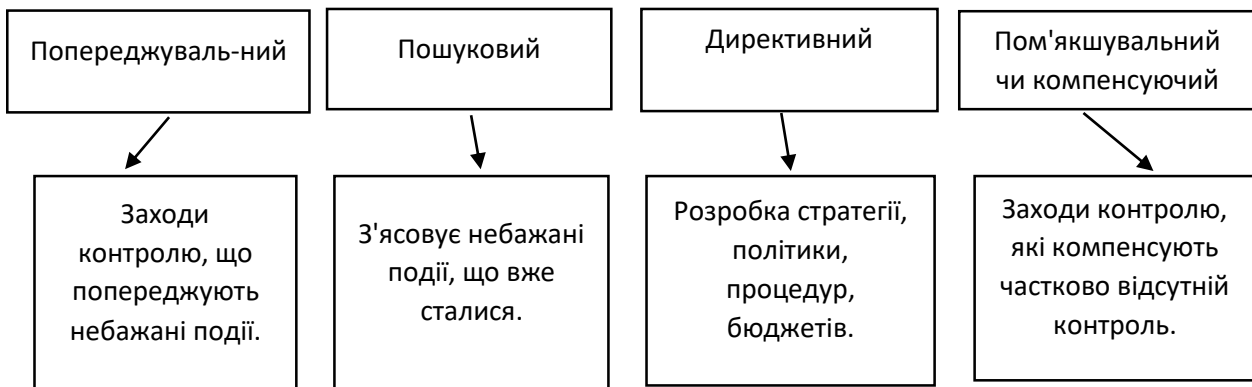 Попереджуваль-ний
Пошуковий
Директивний
Пом'якшувальний
чи компенсуючий
Заходи
контролю, що
попереджують
небажані події.
З'ясовує небажані
події, що вже
сталися.
Розробка стратегії,
політики,
процедур,
бюджетів.
Заходи контролю,
які компенсують
частково відсутній
контроль.